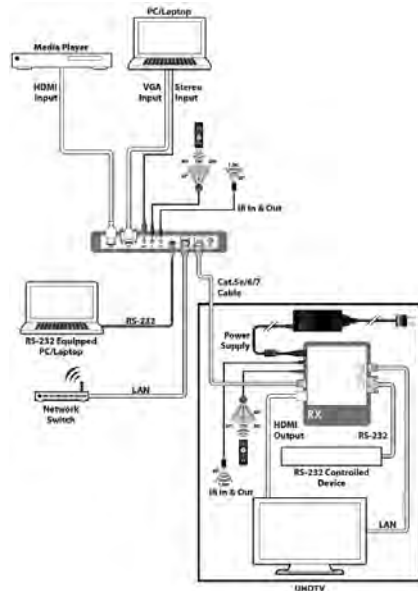 PC/Laptop
Media Player
HDMI
Input
VGA
Input
Stereo
Input
IR In & Out
Cat.5e/6/7
Cable
RS-232
RS-232 Equipped
PC/Laptop
Power
Supply
LAN
Network
Switch
RX
HDMI
Output
RS-232
RS-232 Controlled
Device
IR In & Out
LAN
UHDTV